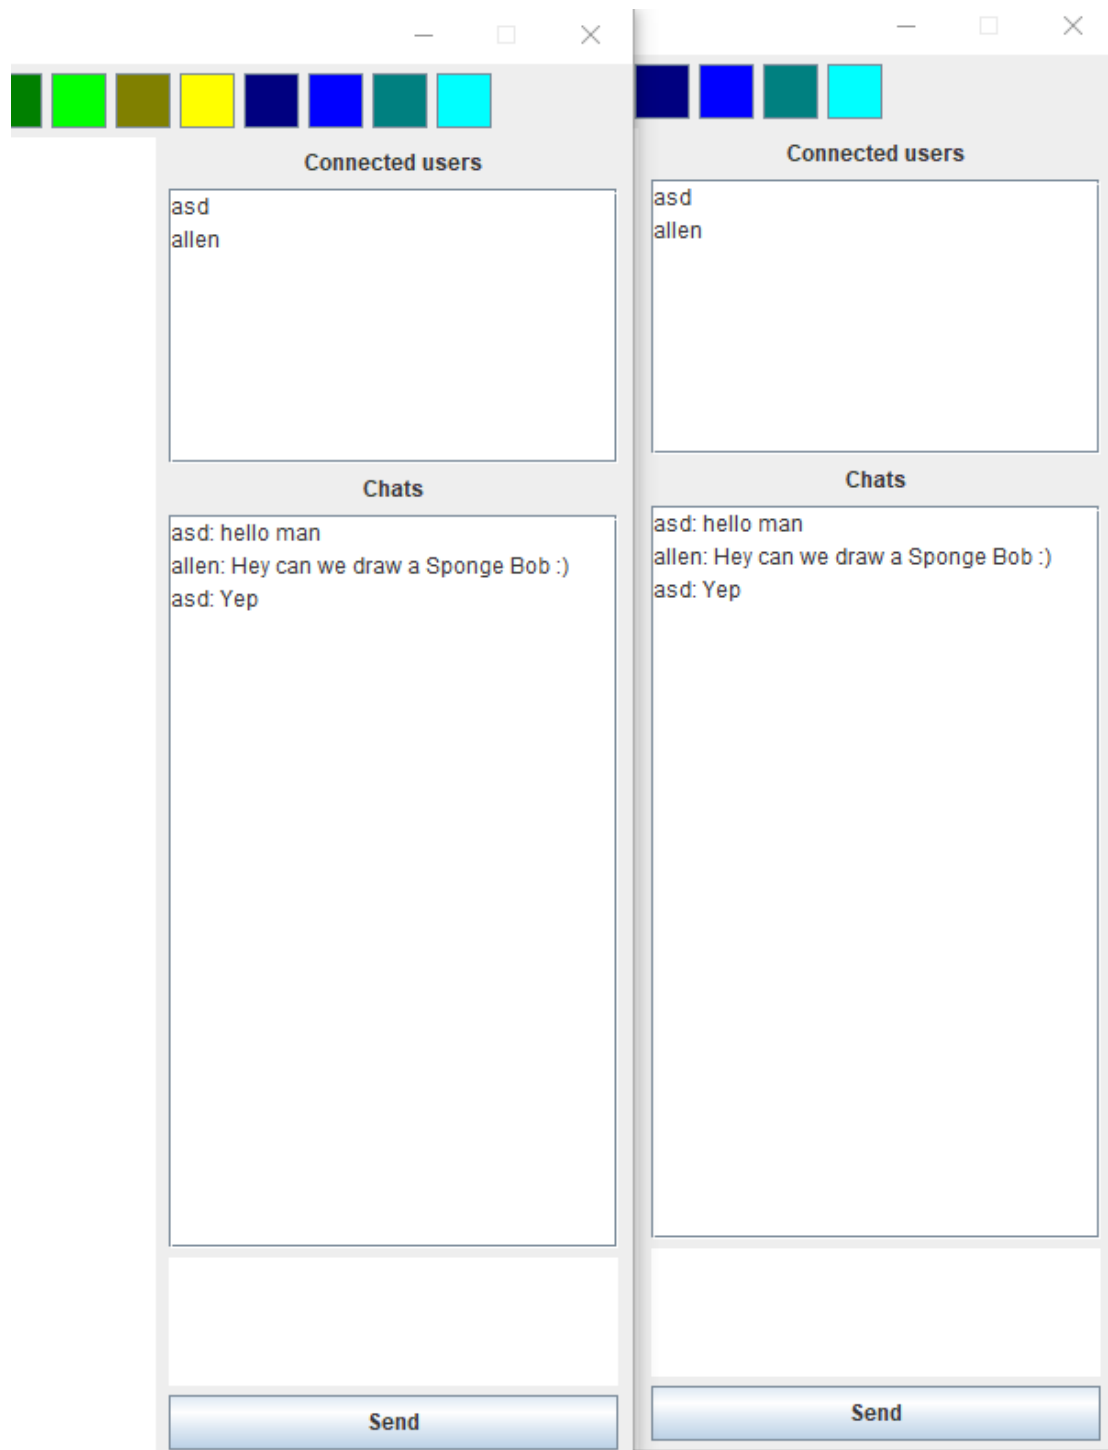 Connected users
asd
allen
Chats
asd: hello man
allen: Hey can we draw a Sponge Bob :)
asd: Yep
Send
Connected users
asd
allen
Chats
asd: hello man
allen: Hey can we draw a Sponge Bob :)
asd: Yep
Send